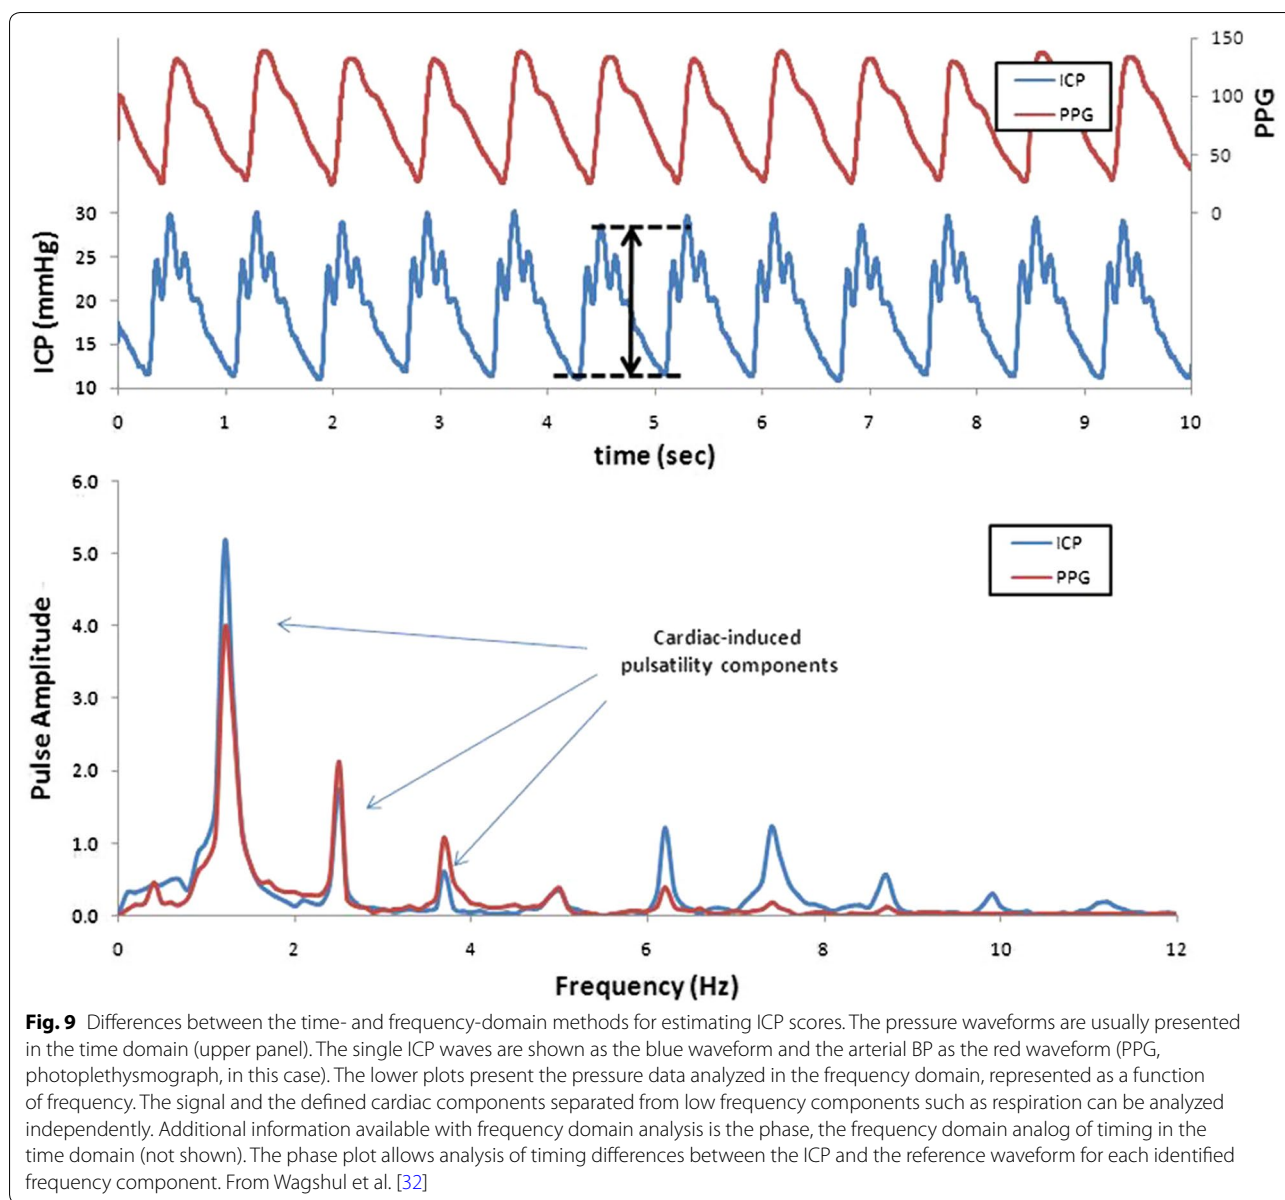 150
ICP
PPG
100
50
0
PPG
30
25
20
15
10
ICP (mmHg)
0 1 2 3 4 5 6 7 8 9 10
time (sec)
6.0
5.0
4.0
3.0
2.0
1.0
0.0
Pulse Amplitude
ICP
PPG
Cardiac-induced
pulsatility components
0 2 4 6 8 10 12
Frequency (Hz)
Fig. 9 Differences between the time- and frequency-domain methods for estimating ICP scores. The pressure waveforms are usually presented
in the time domain (upper panel). The single ICP waves are shown as the blue waveform and the arterial BP as the red waveform (PPG,
photoplethysmograph, in this case). The lower plots present the pressure data analyzed in the frequency domain, represented as a function
of frequency. The signal and the defined cardiac components separated from low frequency components such as respiration can be analyzed
independently. Additional information available with frequency domain analysis is the phase, the frequency domain analog of timing in the
time domain (not shown). The phase plot allows analysis of timing differences between the ICP and the reference waveform for each identified
frequency component. From Wagshul et al. [32]